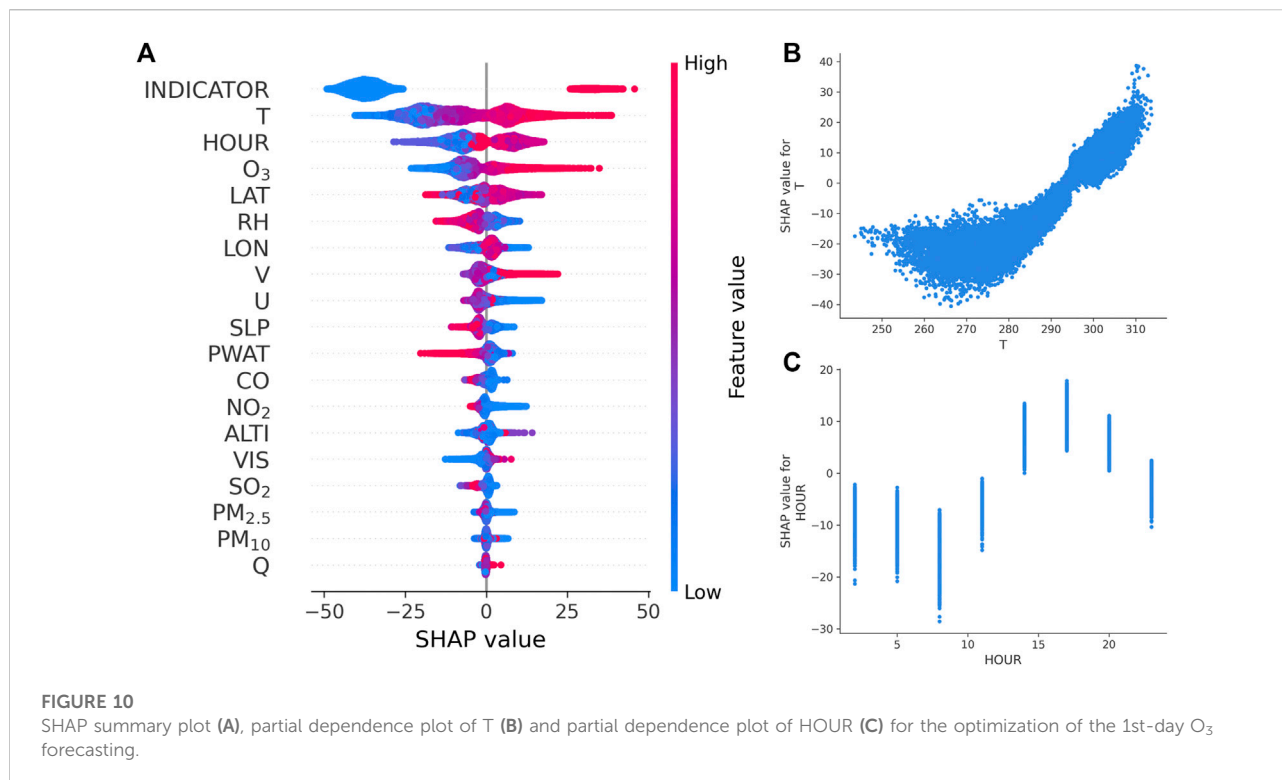 A
INDICATOR
T
HOUR
O₃
LAT
RH
LON
V
U
SLP
PWAT
CO
NO₂
ALTI
VIS
SO₂
PM₂.₅
PM₁₀
Q
−50 −25 0 25 50
SHAP value
High
Feature value
Low
B
40
30
20
10
0
−10
−20
−30
−40
SHAP value for
T
250 260 270 280 290 300 310
T
C
20
10
0
−10
−20
−30
SHAP value for
HOUR
5 10 15 20
HOUR
FIGURE 10
SHAP summary plot (A), partial dependence plot of T (B) and partial dependence plot of HOUR (C) for the optimization of the 1st-day O₃
forecasting.